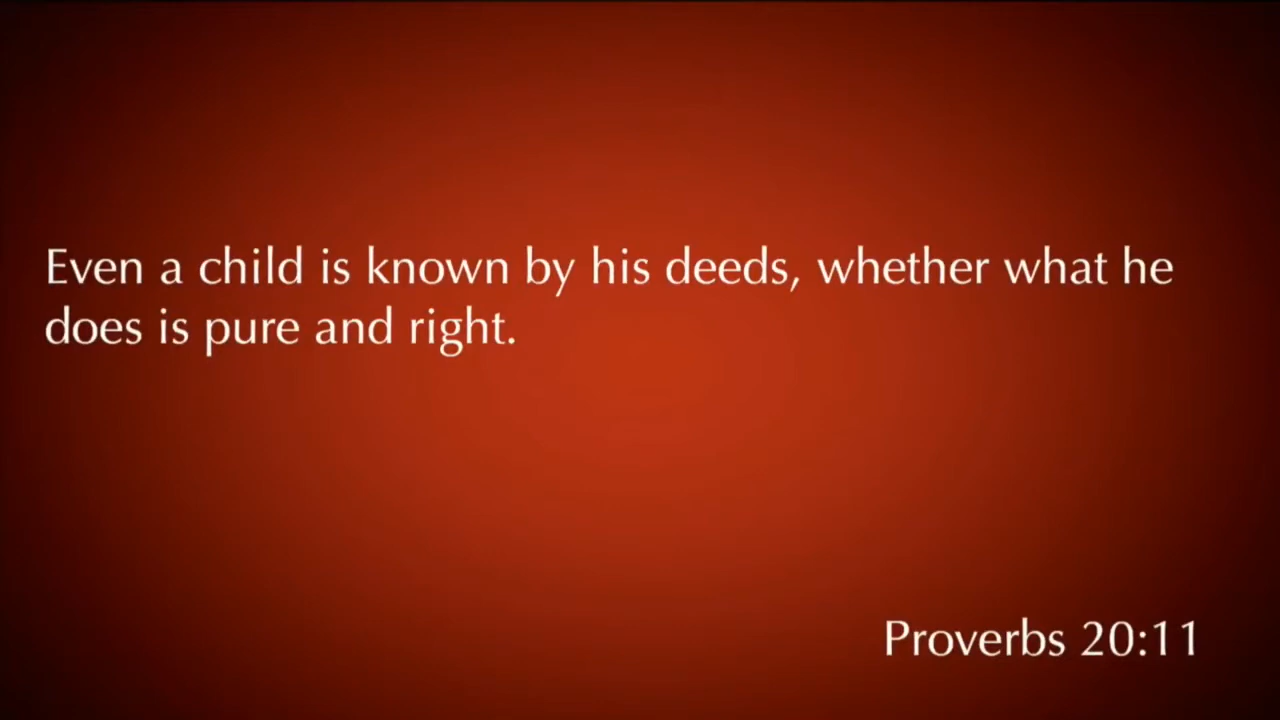 Even a child is known by his deeds, whether what he
does is pure and right.
Proverbs 20:11